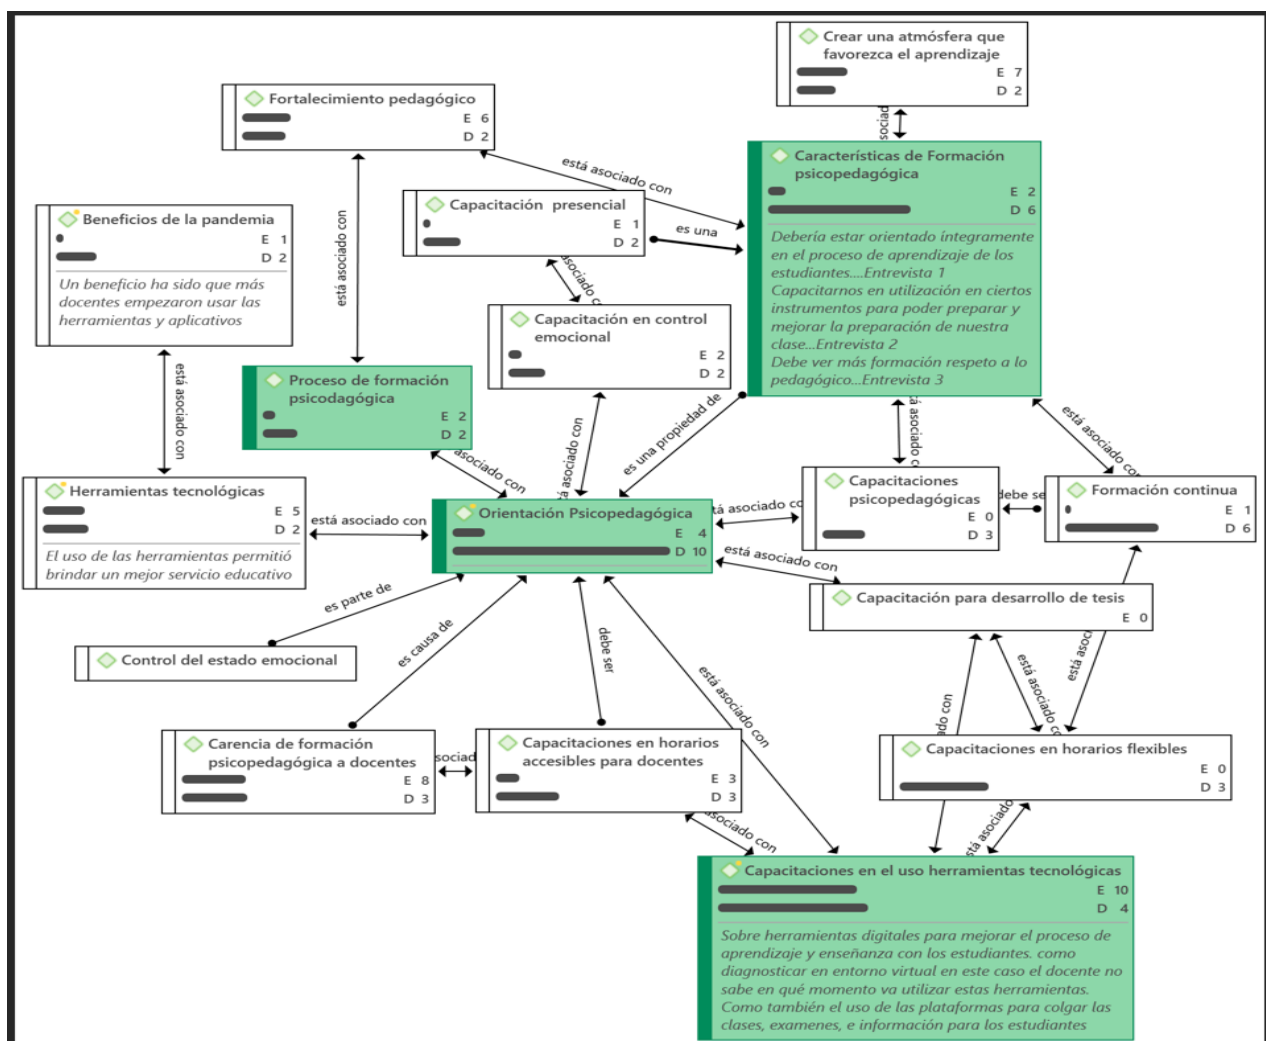 Crear una atmósfera que
favorezca el aprendizaje
E 7
D 2
Fortalecimiento pedagógico
E 6
D 2
está asociado con
Características de Formación
psicopedagógica
E 2
D 6
Debería estar orientado íntegramente
en el proceso de aprendizaje de los
estudiantes....Entrevista 1
Capacitarnos en utilización en ciertos
instrumentos para poder preparar y
mejorar la preparación de nuestra
clase...Entrevista 2
Debe ver más formación respeto a lo
pedagógico...Entrevista 3
Capacitación presencial
E 1
D 2
es una
Beneficios de la pandemia
E 1
D 2
Un beneficio ha sido que más
docentes empezaron usar las
herramientas y aplicativos
está asociado con
Capacitación en control
emocional
E 2
D 2
Proceso de formación
psicodagógica
E 2
D 2
está asociado con
asociado con
asociado con
es una propiedad de
está asociado con
Capacitaciones
psicopedagógicas
E 0
D 3
debe se
Formación continua
E 1
D 6
Herramientas tecnológicas
E 5
D 2
El uso de las herramientas permitió
brindar un mejor servicio educativo
está asociado con
Orientación Psicopedagógica
E 4
D 10
está asociado con
Capacitación para desarrollo de tesis
E 0
es parte de
Control del estado emocional
es causa de
debe ser
está asociado con
Carencia de formación
psicopedagógica a docentes
E 8
D 3
Capacitaciones en horarios
accesibles para docentes
E 3
D 3
Capacitaciones en horarios flexibles
E 0
D 3
asociado con
Capacitaciones en el uso herramientas tecnológicas
E 10
D 4
Sobre herramientas digitales para mejorar el proceso de
aprendizaje y enseñanza con los estudiantes. como
diagnosticar en entorno virtual en este caso el docente no
sabe en qué momento va utilizar estas herramientas.
Como también el uso de las plataformas para colgar las
clases, examenes, e información para los estudiantes